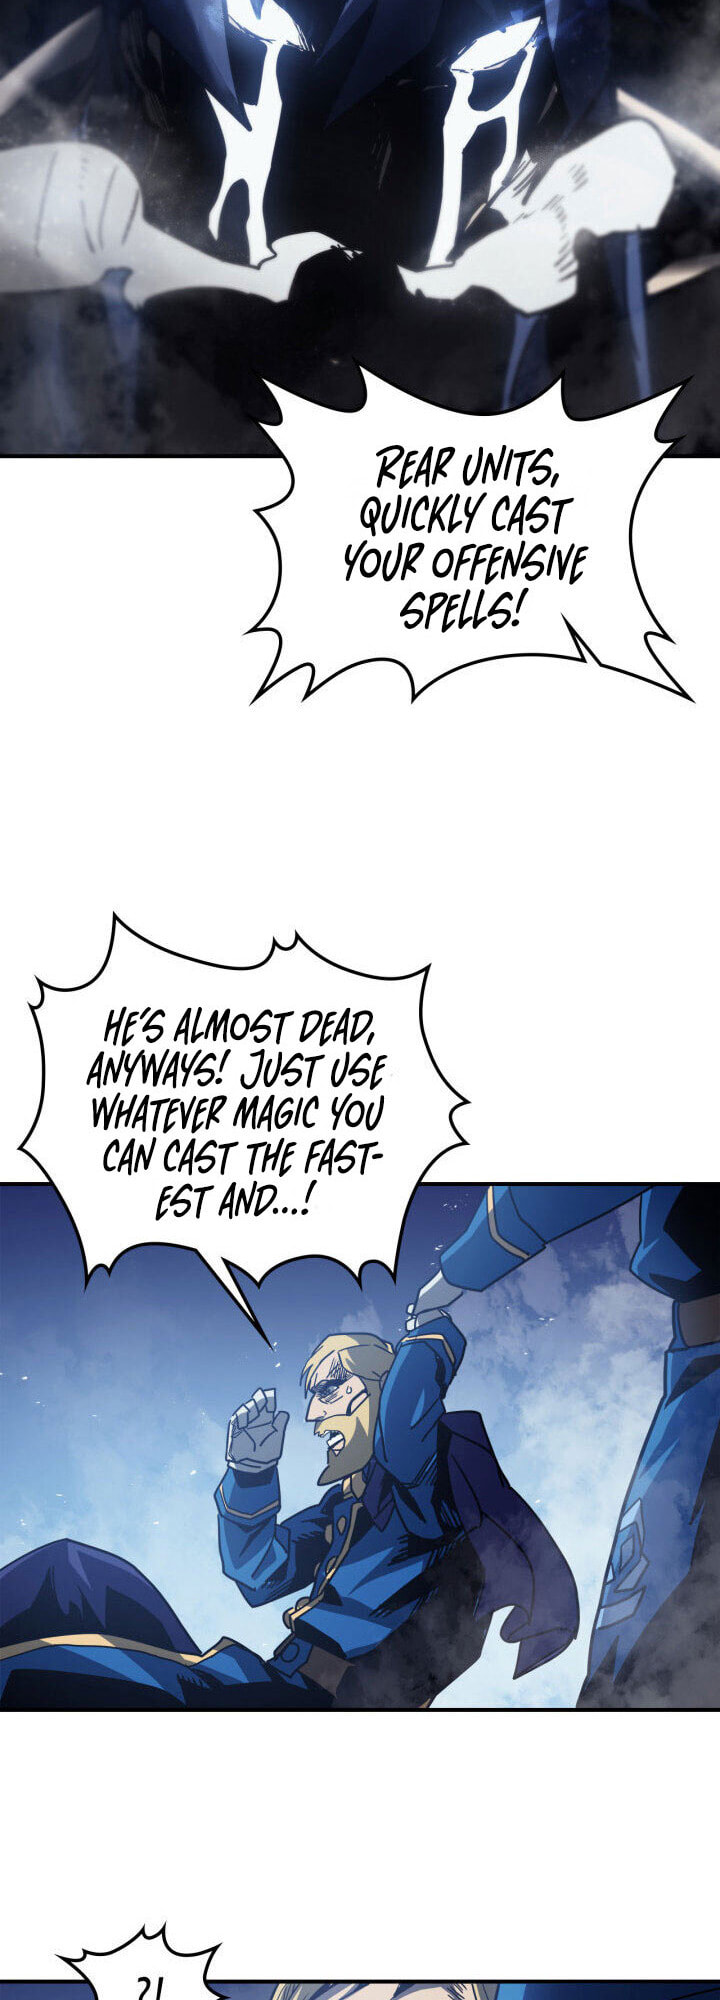 REAR UNITS,
QUICKLY CAST
YOUR OFFENSIVE
SPELLS!
HE'S ALMOST DEAD,
ANYWAYS! JUST USE
WHATEVER MAGIC YOU
CAN CAST THE FAST-
EST AND...!
?!